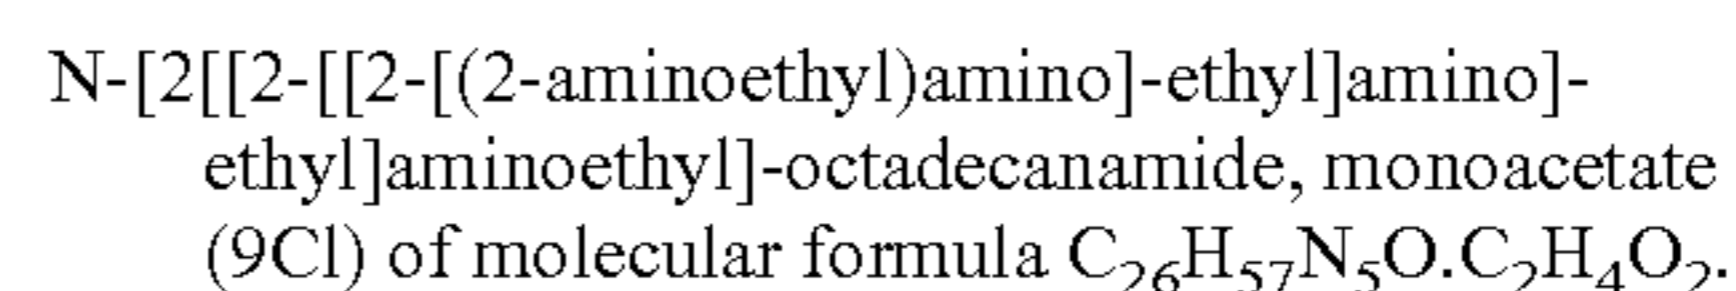 N-[2[[2-[[2-[(2-aminoethyl)amino]-ethyl]amino]-
ethyl]aminoethyl]-octadecanamide, monoacetate
(9Cl) of molecular formula C₂₆H₅₇N₅O.C₂H₄O₂.